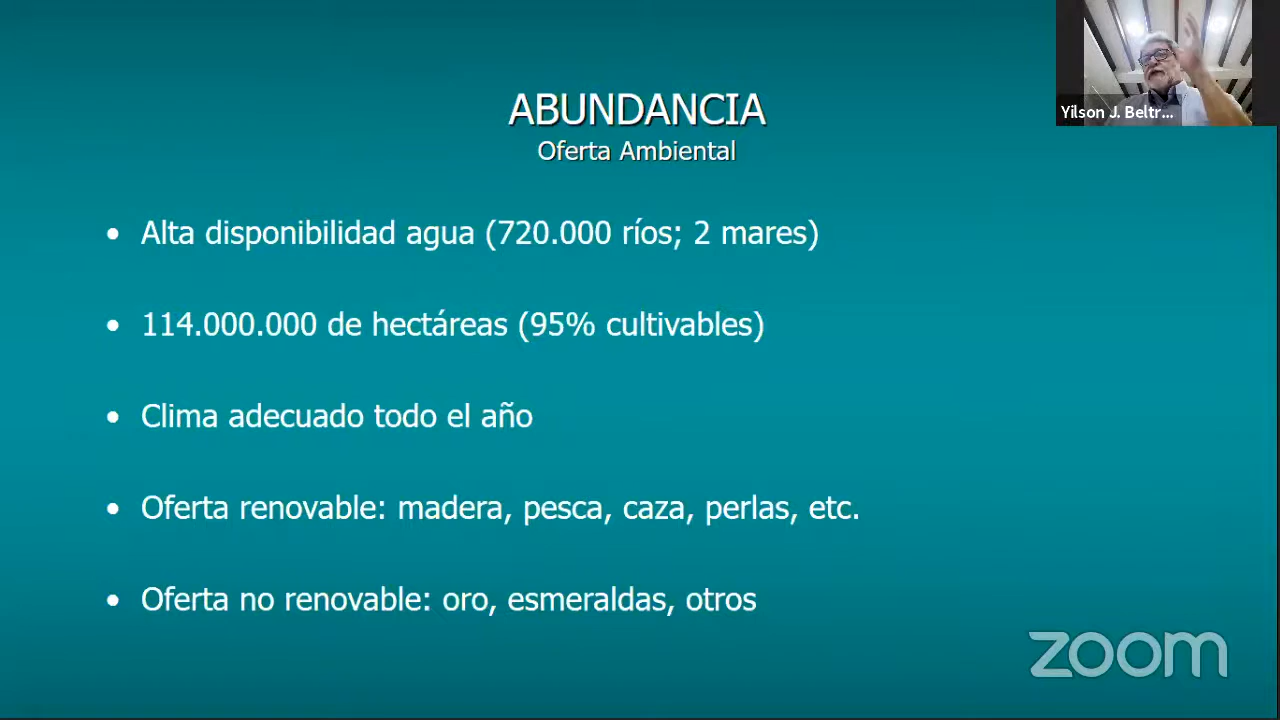 ABUNDANCIA
Oferta Ambiental
• Alta disponibilidad agua (720.000 ríos; 2 mares)
• 114.000.000 de hectáreas (95% cultivables)
• Clima adecuado todo el año
• Oferta renovable: madera, pesca, caza, perlas, etc.
• Oferta no renovable: oro, esmeraldas, otros
Yilson J. Beltr...
zoom